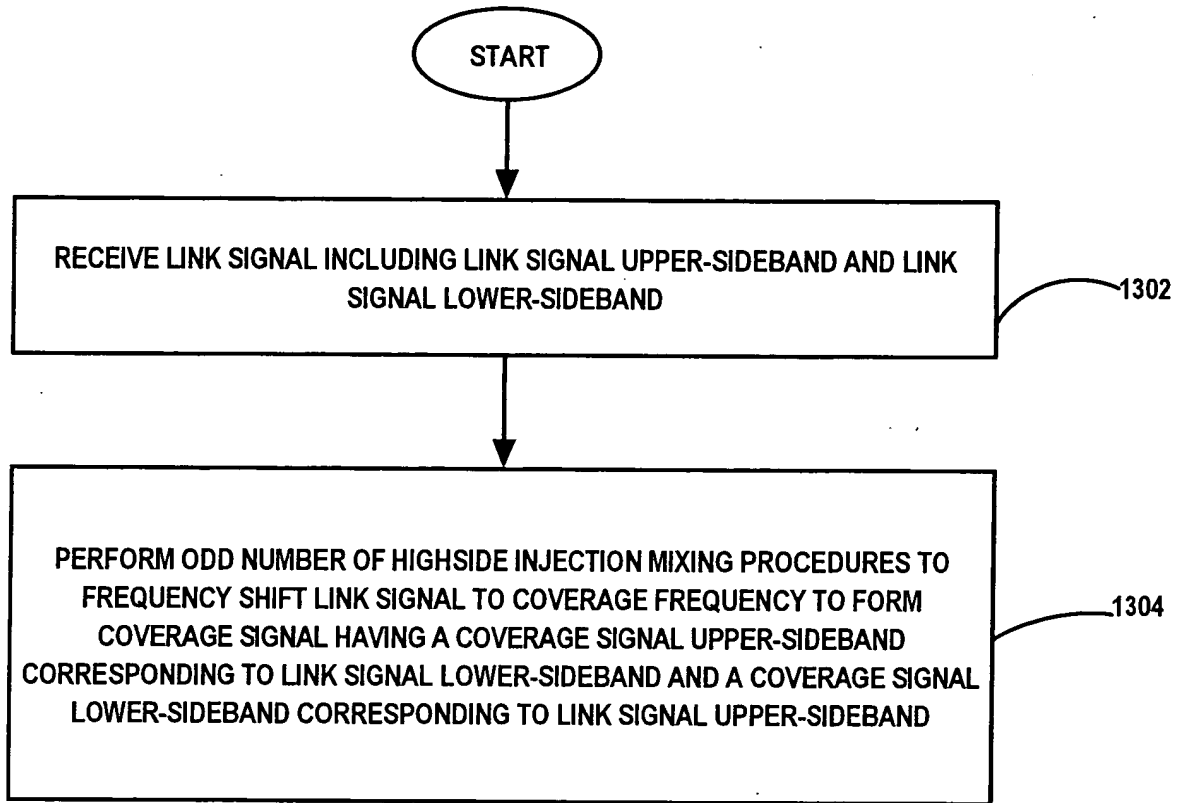 START
RECEIVE LINK SIGNAL INCLUDING LINK SIGNAL UPPER-SIDEBAND AND LINK
SIGNAL LOWER-SIDEBAND
1302
PERFORM ODD NUMBER OF HIGHSIDE INJECTION MIXING PROCEDURES TO
FREQUENCY SHIFT LINK SIGNAL TO COVERAGE FREQUENCY TO FORM
COVERAGE SIGNAL HAVING A COVERAGE SIGNAL UPPER-SIDEBAND
CORRESPONDING TO LINK SIGNAL LOWER-SIDEBAND AND A COVERAGE SIGNAL
LOWER-SIDEBAND CORRESPONDING TO LINK SIGNAL UPPER-SIDEBAND
1304